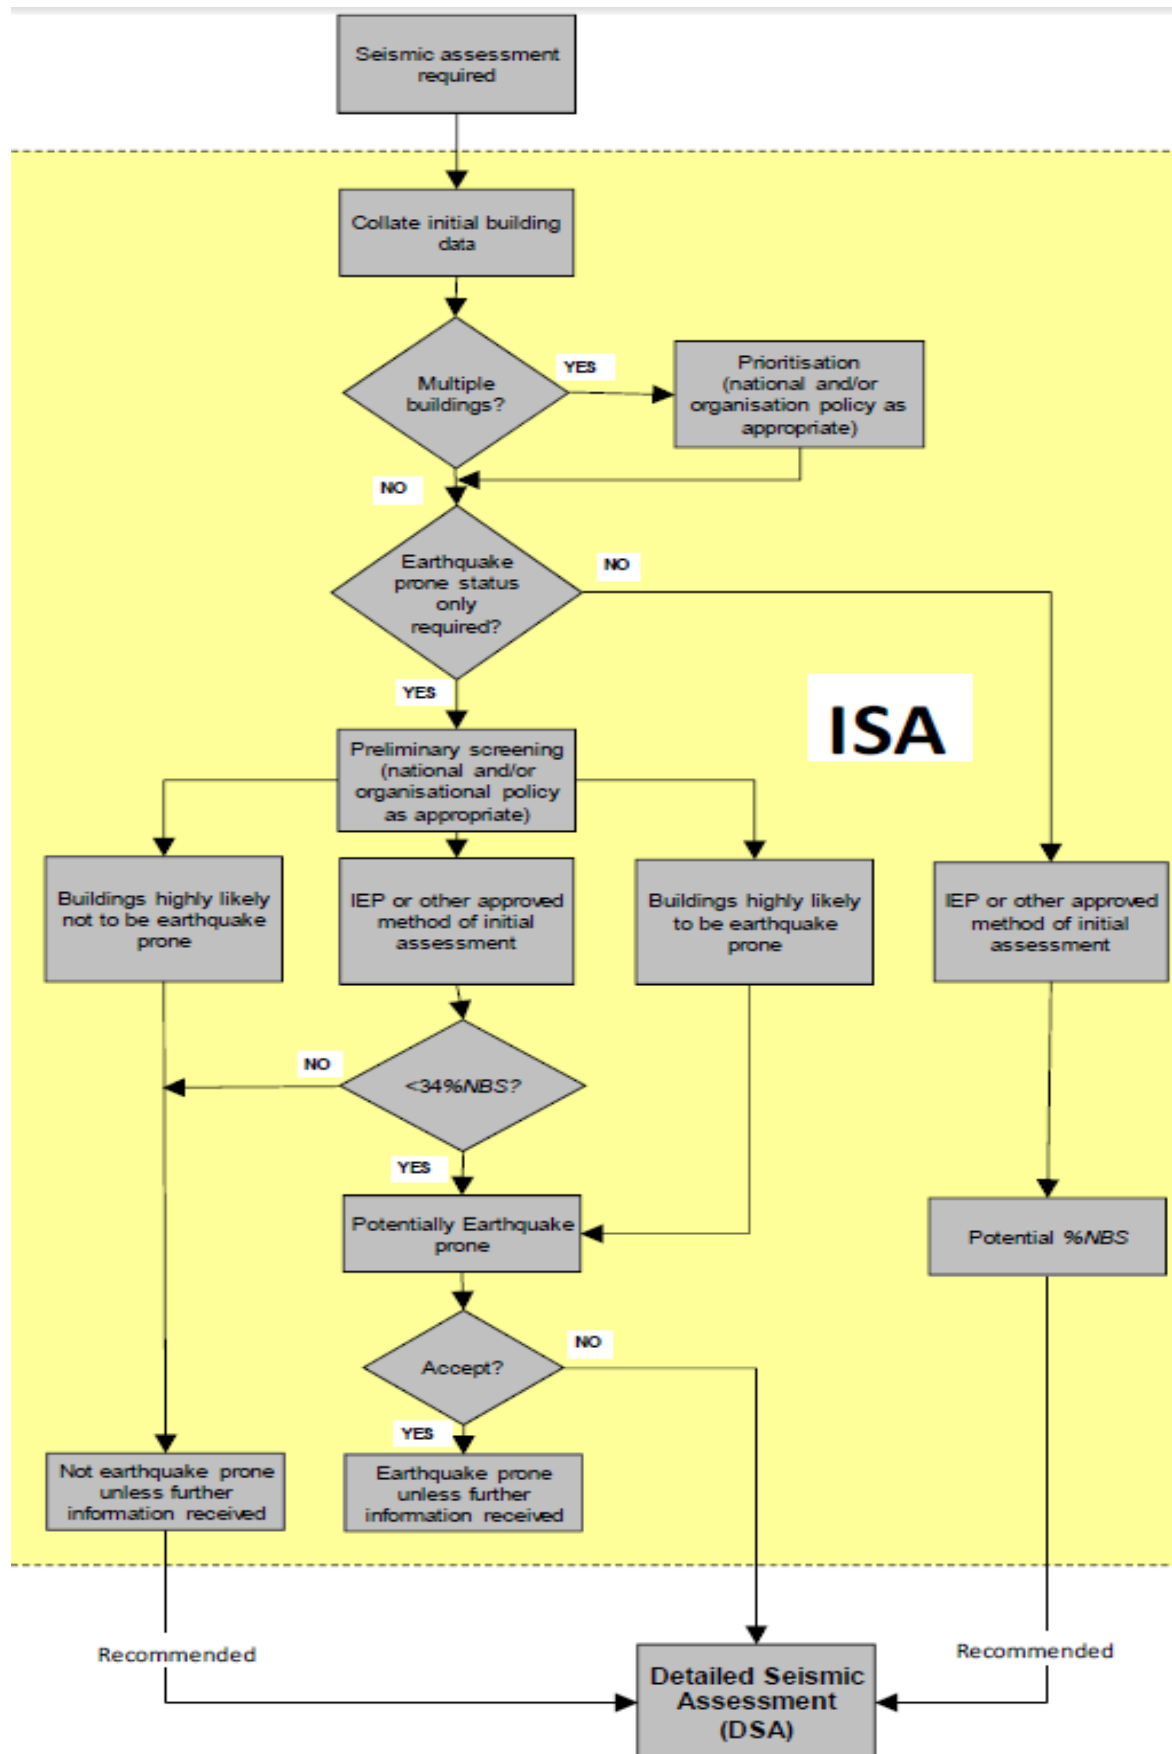 Seismic assessment
required
Collate initial building
data
Multiple
buildings?
YES
Prioritisation
(national and/or
organisation policy as
appropriate)
NO
Earthquake
prone status
only
required?
NO
YES
ISA
Preliminary screening
(national and/or
organisational policy
as appropriate)
Buildings highly likely
not to be earthquake
prone
IEP or other approved
method of initial
assessment
Buildings highly likely
to be earthquake
prone
IEP or other approved
method of initial
assessment
NO
<34%NBS?
YES
Potentially Earthquake
prone
Potential %NBS
Accept?
NO
YES
Not earthquake prone
unless further
information received
Earthquake prone
unless further
information received
Recommended
Recommended
Detailed Seismic
Assessment
(DSA)